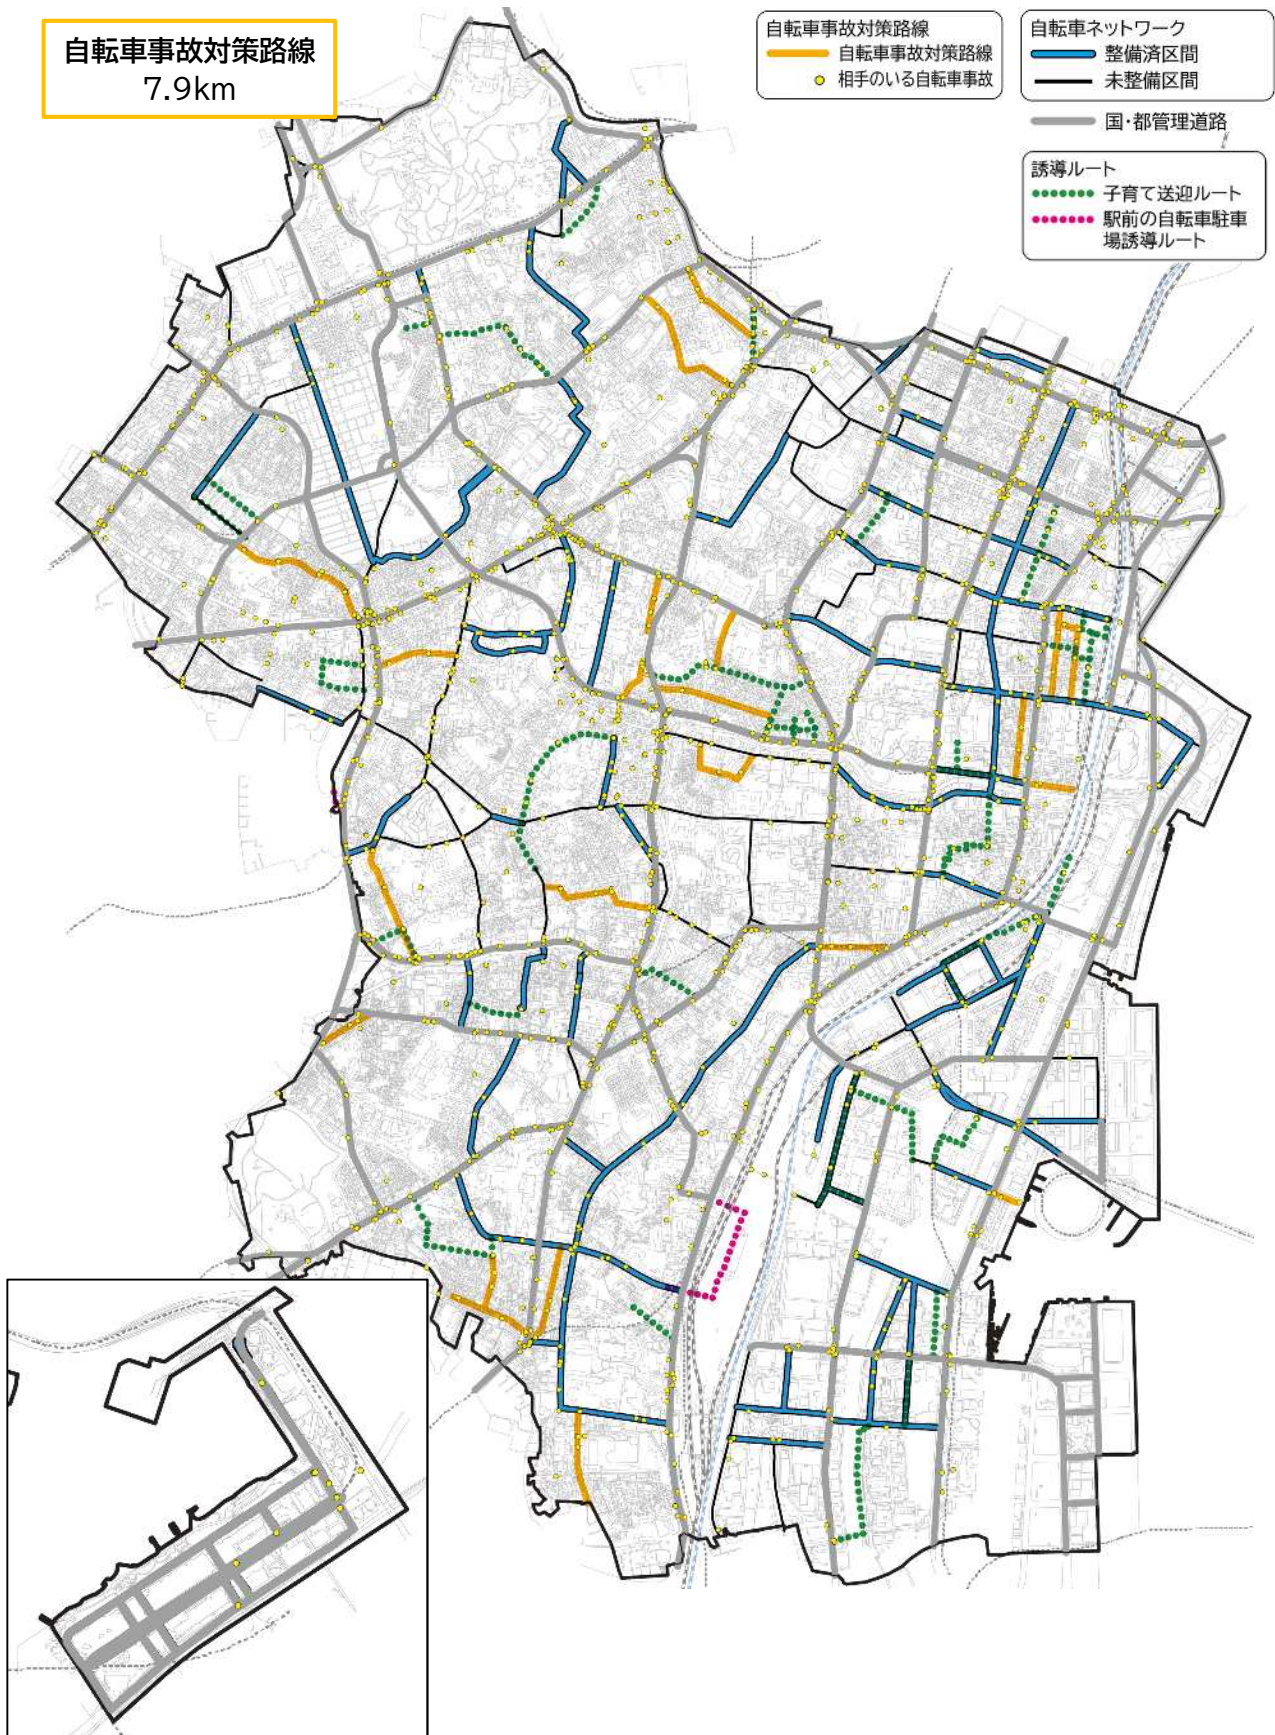 自転車事故対策路線
7.9km
自転車事故対策路線
自転車事故対策路線
相手のいる自転車事故
自転車ネットワーク
整備済区間
未整備区間
国・都管理道路
誘導ルート
子育て送迎ルート
駅前の自転車駐車
場誘導ルート